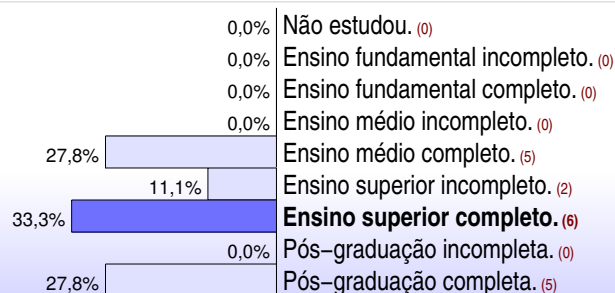 0,0% Não estudou. (0)
0,0% Ensino fundamental incompleto. (0)
0,0% Ensino fundamental completo. (0)
0,0% Ensino médio incompleto. (0)
27,8% Ensino médio completo. (5)
11,1% Ensino superior incompleto. (2)
33,3% Ensino superior completo. (6)
0,0% Pós−graduação incompleta. (0)
27,8% Pós−graduação completa. (5)